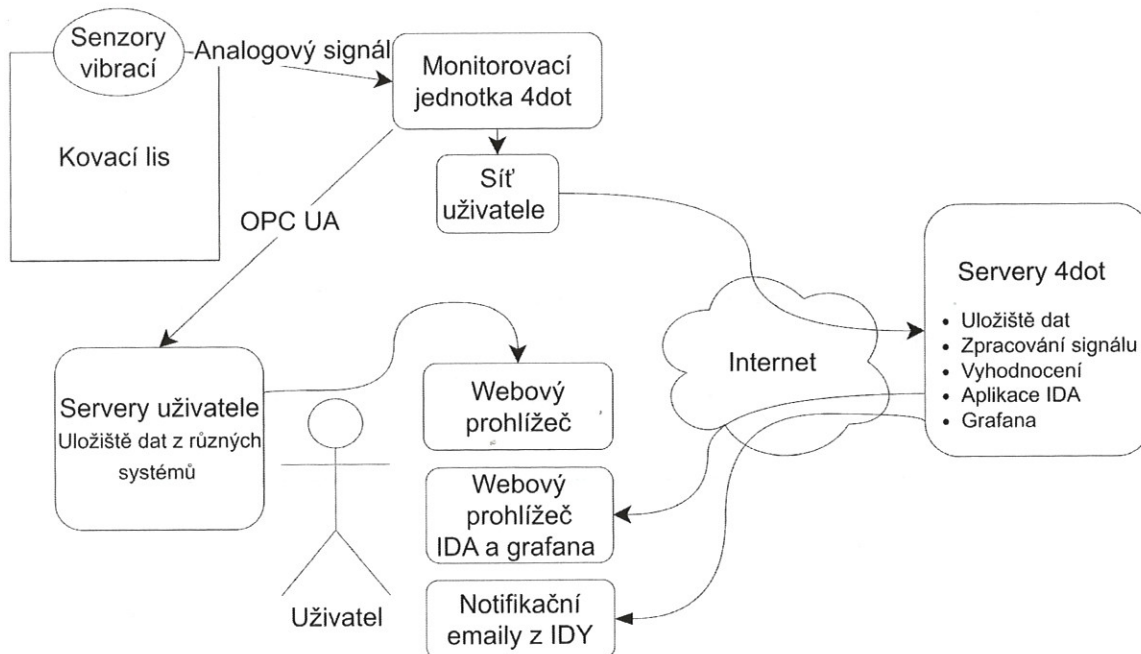 Senzory
vibrací
Analogový signál
Monitorovací
jednotka 4dot
Kovací lis
Síť
uživatele
OPC UA
Servery 4dot
• Uložiště dat
• Zpracování signálu
• Vyhodnocení
• Aplikace IDA
• Grafana
Internet
Servery uživatele
Uložiště dat z různých
systémů
Webový
prohlížeč
Webový
prohlížeč
IDA a grafana
Uživatel
Notifikační
emaily z IDY